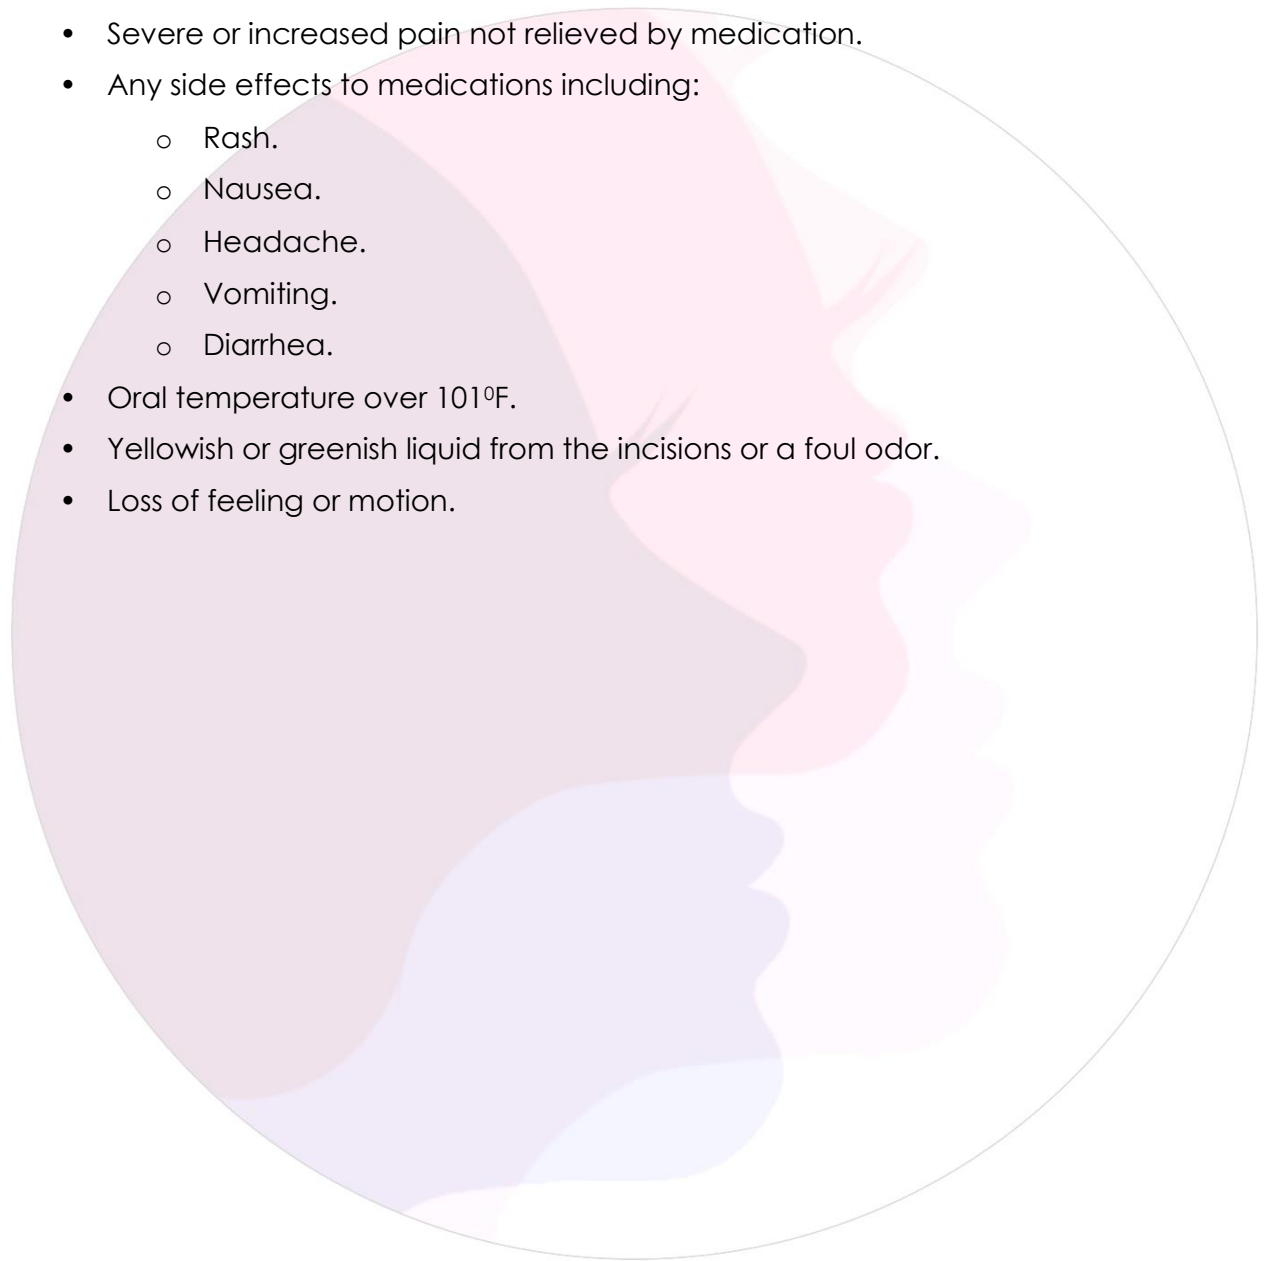 • Severe or increased pain not relieved by medication.
• Any side effects to medications including:
o Rash.
o Nausea.
o Headache.
o Vomiting.
o Diarrhea.
• Oral temperature over 101⁰F.
• Yellowish or greenish liquid from the incisions or a foul odor.
• Loss of feeling or motion.